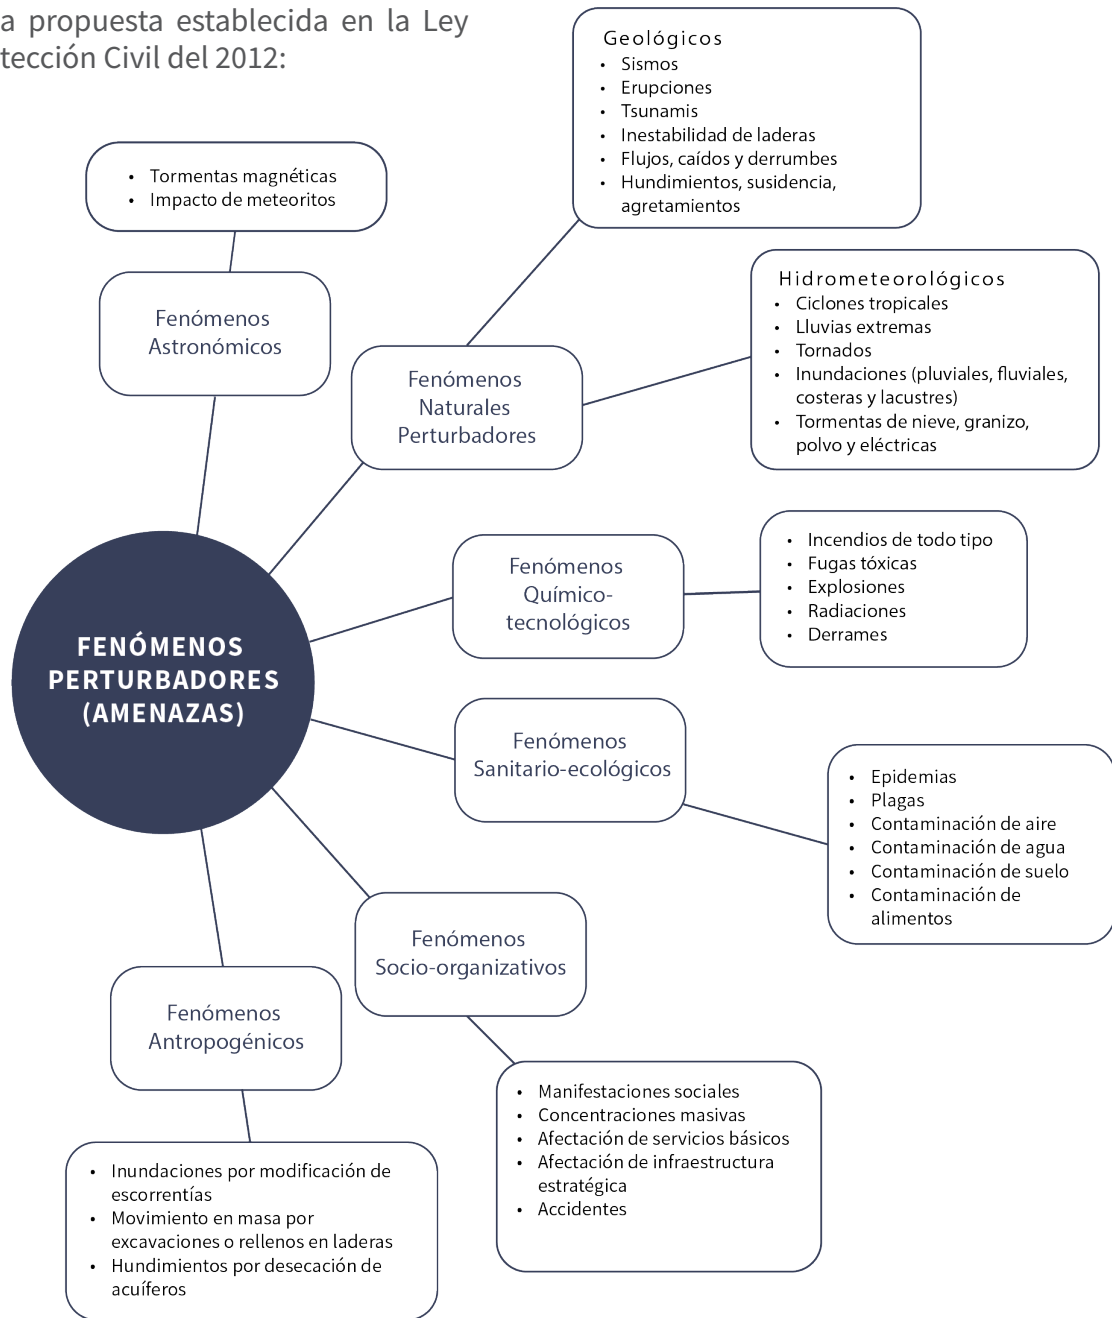 a propuesta establecida en la Ley
tección Civil del 2012:
Geológicos
• Sismos
• Erupciones
• Tsunamis
• Inestabilidad de laderas
• Flujos, caídos y derrumbes
• Hundimientos, susidencia,
agretamientos
• Tormentas magnéticas
• Impacto de meteoritos
Fenómenos
Astronómicos
Hidrometeorológicos
• Ciclones tropicales
• Lluvias extremas
• Tornados
• Inundaciones (pluviales, fluviales,
costeras y lacustres)
• Tormentas de nieve, granizo,
polvo y eléctricas
Fenómenos
Naturales
Perturbadores
Fenómenos
Químico-
tecnológicos
• Incendios de todo tipo
• Fugas tóxicas
• Explosiones
• Radiaciones
• Derrames
FENÓMENOS
PERTURBADORES
(AMENAZAS)
Fenómenos
Sanitario-ecológicos
• Epidemias
• Plagas
• Contaminación de aire
• Contaminación de agua
• Contaminación de suelo
• Contaminación de
alimentos
Fenómenos
Socio-organizativos
Fenómenos
Antropogénicos
• Manifestaciones sociales
• Concentraciones masivas
• Afectación de servicios básicos
• Afectación de infraestructura
estratégica
• Accidentes
• Inundaciones por modificación de
escorrentías
• Movimiento en masa por
excavaciones o rellenos en laderas
• Hundimientos por desecación de
acuíferos